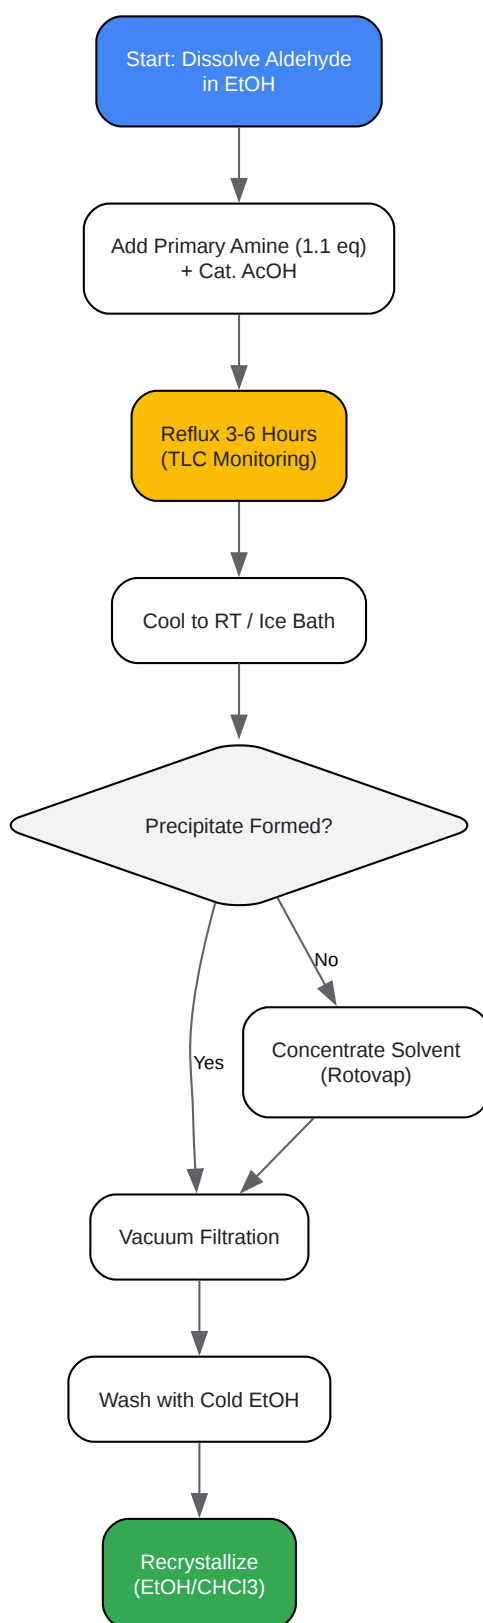 Start: Dissolve Aldehyde
in EtOH
Add Primary Amine (1.1 eq)
+ Cat. AcOH
Reflux 3-6 Hours
(TLC Monitoring)
Cool to RT / Ice Bath
Precipitate Formed?
No
Concentrate Solvent
(Rotovap)
Yes
Vacuum Filtration
Wash with Cold EtOH
Recrystallize
(EtOH/CHCl3)